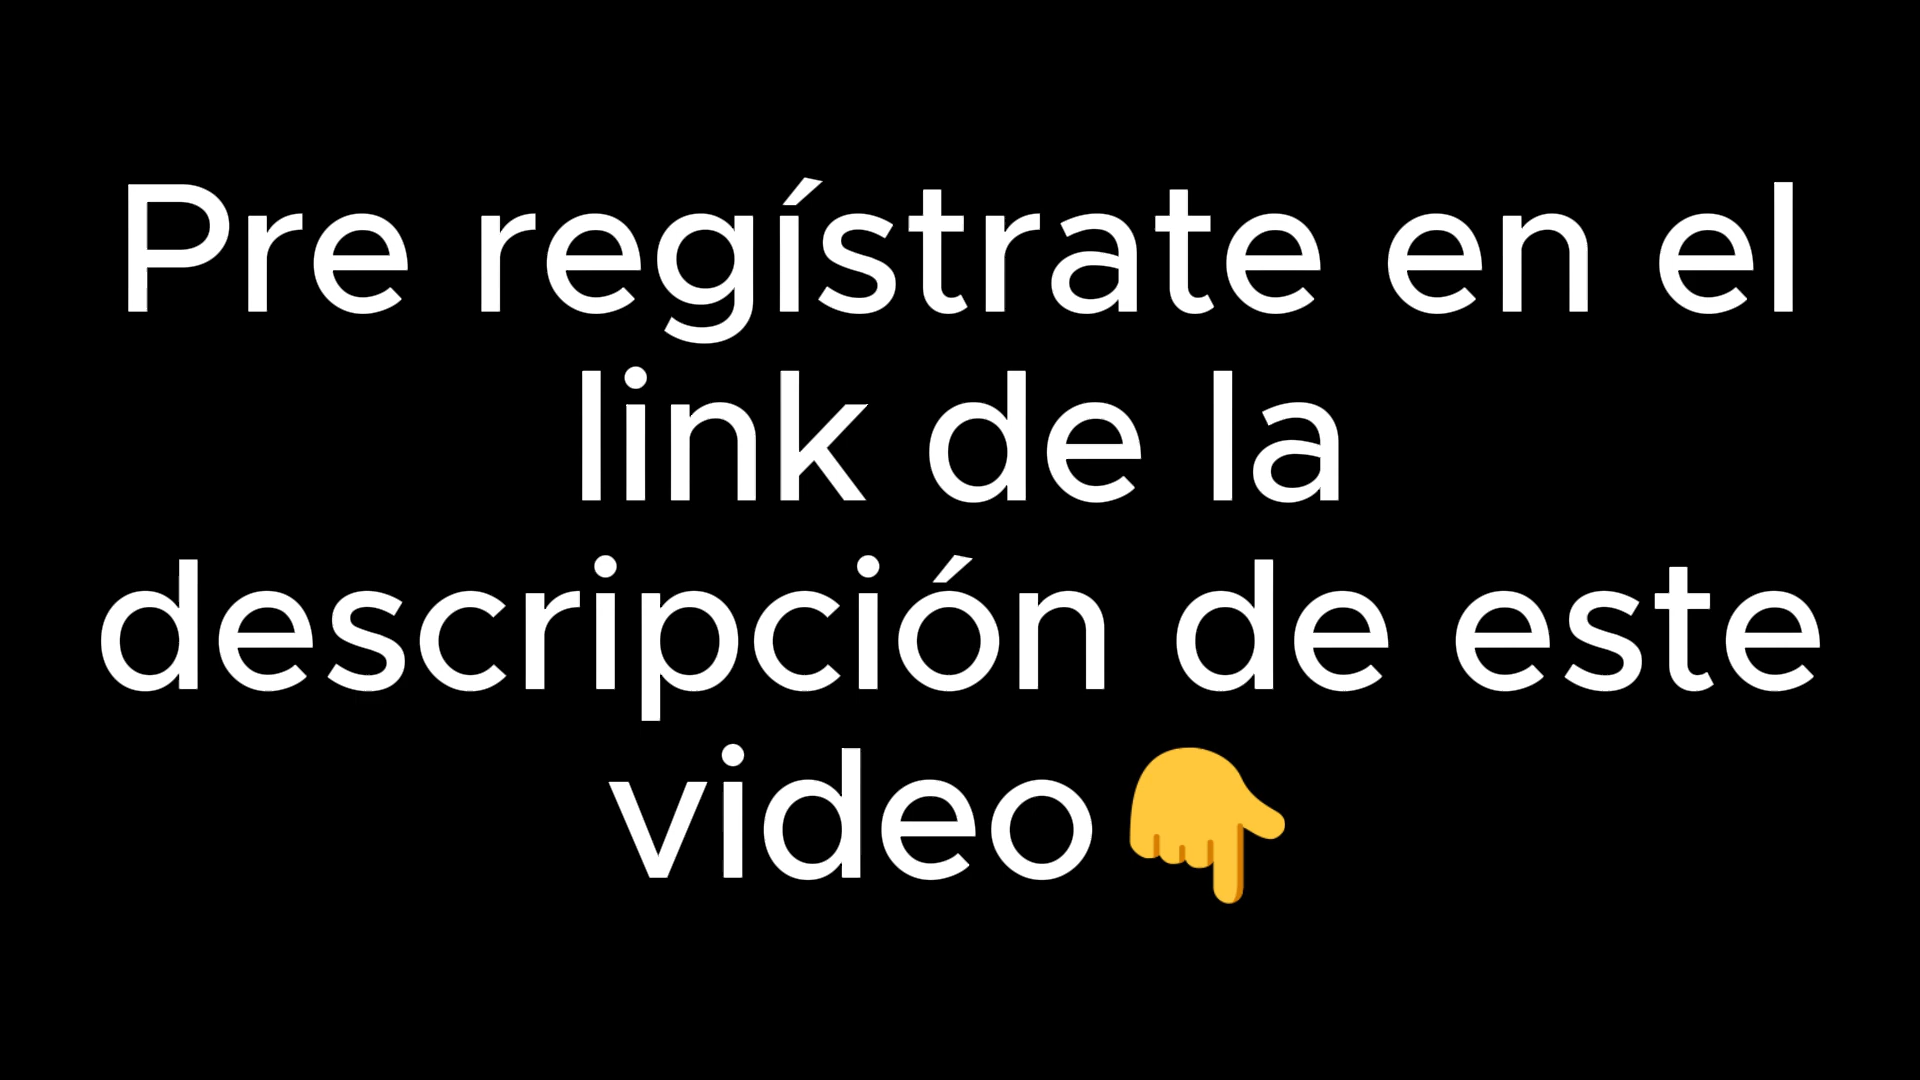 Pre regístrate en el
link de la
descripción de este
video👇